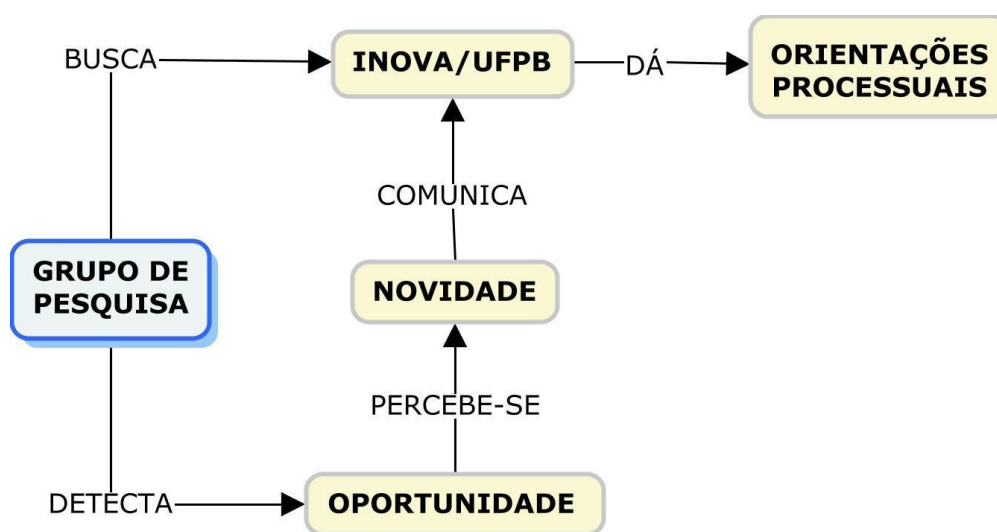 BUSCA
INOVA/UFPB
DÁ
ORIENTAÇÕES
PROCESSUAIS
COMUNICA
GRUPO DE
PESQUISA
NOVIDADE
PERCEBE-SE
DETECTA
OPORTUNIDADE